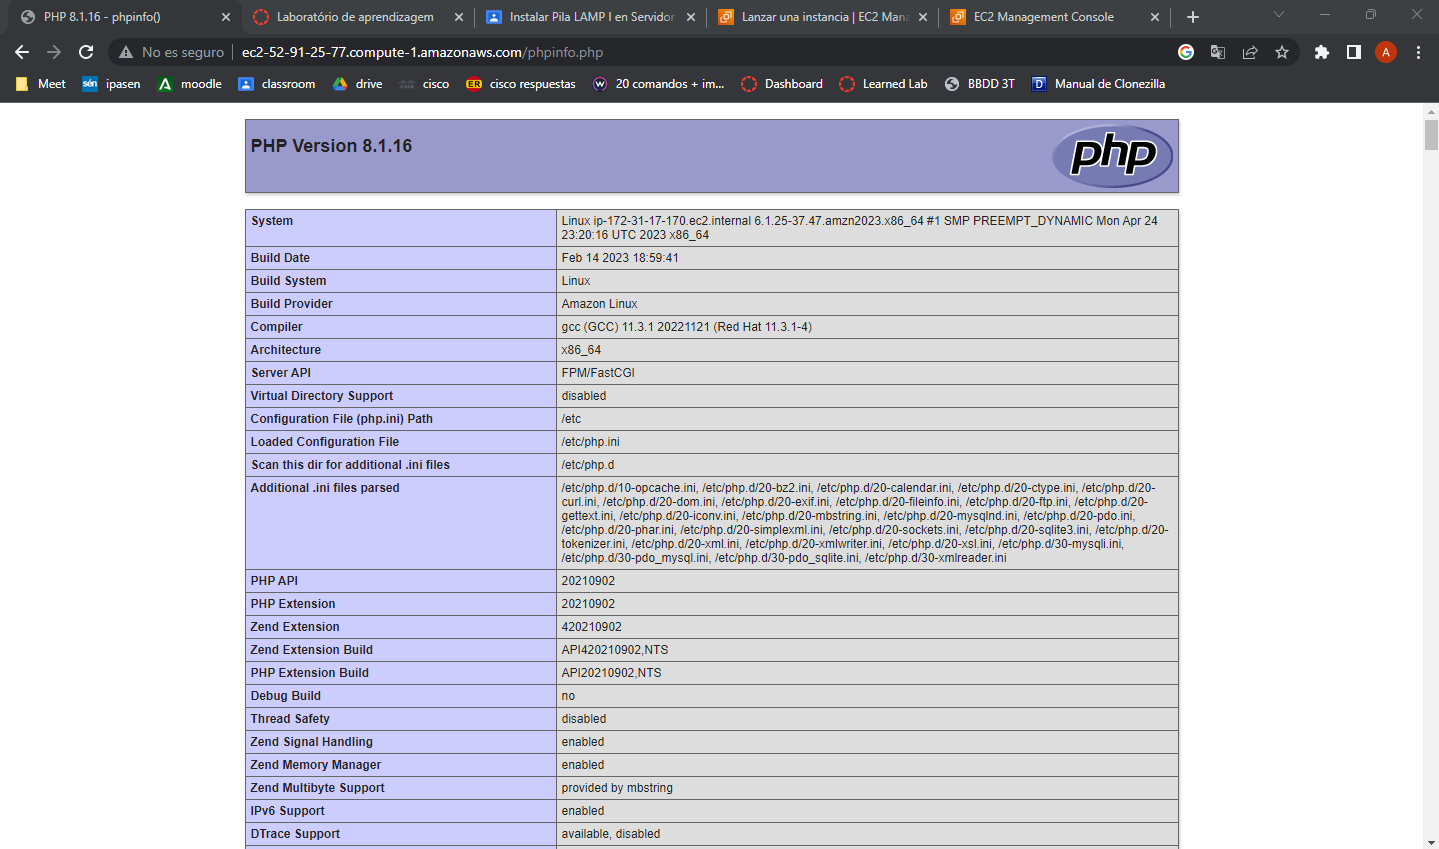 PHP 8.1.16 - phpinfo()
Laboratório de aprendizagem
Instalar Pila LAMP I en Servidor
Lanzar una instancia | EC2 Mana
EC2 Management Console
No es seguro
ec2-52-91-25-77.compute-1.amazonaws.com/phpinfo.php
A
Meet
sén
ipasen
moodle
classroom
drive
cisco
ER
cisco respuestas
20 comandos + im...
Dashboard
Learned Lab
BBDD 3T
Manual de Clonezilla
PHP Version 8.1.16
php
System
Linux ip-172-31-17-170.ec2.internal 6.1.25-37.47.amzn2023.x86_64 #1 SMP PREEMPT_DYNAMIC Mon Apr 24
23:20:16 UTC 2023 x86_64
Build Date
Feb 14 2023 18:59:41
Build System
Linux
Build Provider
Amazon Linux
Compiler
gcc (GCC) 11.3.1 20221121 (Red Hat 11.3.1-4)
Architecture
x86_64
Server API
FPM/FastCGI
Virtual Directory Support
disabled
Configuration File (php.ini) Path
/etc
Loaded Configuration File
/etc/php.ini
Scan this dir for additional .ini files
/etc/php.d
Additional .ini files parsed
/etc/php.d/10-opcache.ini, /etc/php.d/20-bz2.ini, /etc/php.d/20-calendar.ini, /etc/php.d/20-ctype.ini, /etc/php.d/20-
curl.ini, /etc/php.d/20-dom.ini, /etc/php.d/20-exif.ini, /etc/php.d/20-fileinfo.ini, /etc/php.d/20-ftp.ini, /etc/php.d/20-
gettext.ini, /etc/php.d/20-iconv.ini, /etc/php.d/20-mbstring.ini, /etc/php.d/20-mysqlnd.ini, /etc/php.d/20-pdo.ini,
/etc/php.d/20-phar.ini, /etc/php.d/20-simplexml.ini, /etc/php.d/20-sockets.ini, /etc/php.d/20-sqlite3.ini, /etc/php.d/20-
tokenizer.ini, /etc/php.d/20-xml.ini, /etc/php.d/20-xmlwriter.ini, /etc/php.d/20-xsl.ini, /etc/php.d/30-mysqli.ini,
/etc/php.d/30-pdo_mysql.ini, /etc/php.d/30-pdo_sqlite.ini, /etc/php.d/30-xmlreader.ini
PHP API
20210902
PHP Extension
20210902
Zend Extension
420210902
Zend Extension Build
API420210902,NTS
PHP Extension Build
API20210902,NTS
Debug Build
no
Thread Safety
disabled
Zend Signal Handling
enabled
Zend Memory Manager
enabled
Zend Multibyte Support
provided by mbstring
IPv6 Support
enabled
DTrace Support
available, disabled